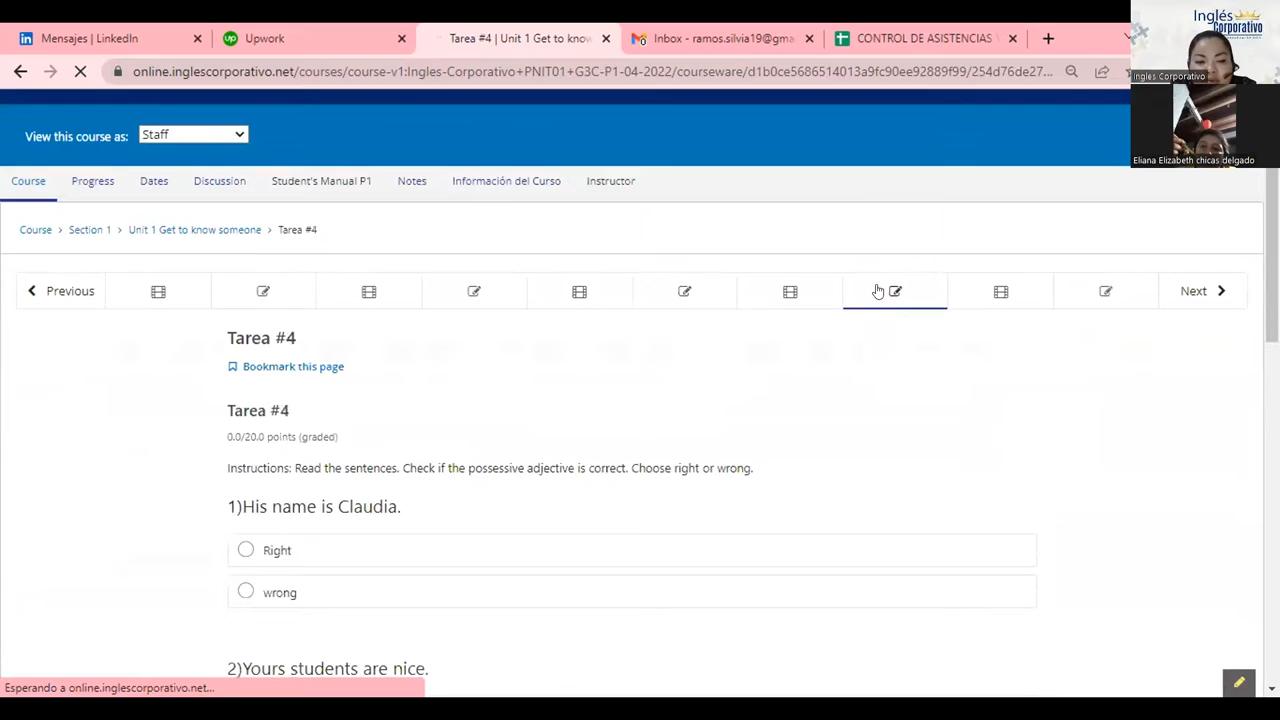 Mensajes | LinkedIn
Upwork
Tarea #4 | Unit 1 Get to know
Inbox - ramos.silvia19@gma
CONTROL DE ASISTENCIAS
Inglés
Corporativo
online.inglescorporativo.net/courses/course-v1:Ingles-Corporativo+PNIT01+G3C-P1-04-2022/courseware/d1b0ce5686514013a9fc90ee92889f99/254d76de27...
Ingles Corporativo
View this course as: Staff
Eliana Elizabeth chicas delgado
Course Progress Dates Discussion Student's Manual P1 Notes Información del Curso Instructor
Course > Section 1 > Unit 1 Get to know someone > Tarea #4
Previous
Next
Tarea #4
Bookmark this page
Tarea #4
0.0/20.0 points (graded)
Instructions: Read the sentences. Check if the possessive adjective is correct. Choose right or wrong.
1)His name is Claudia.
Right
wrong
2)Yours students are nice.
Esperando a online.inglescorporativo.net...